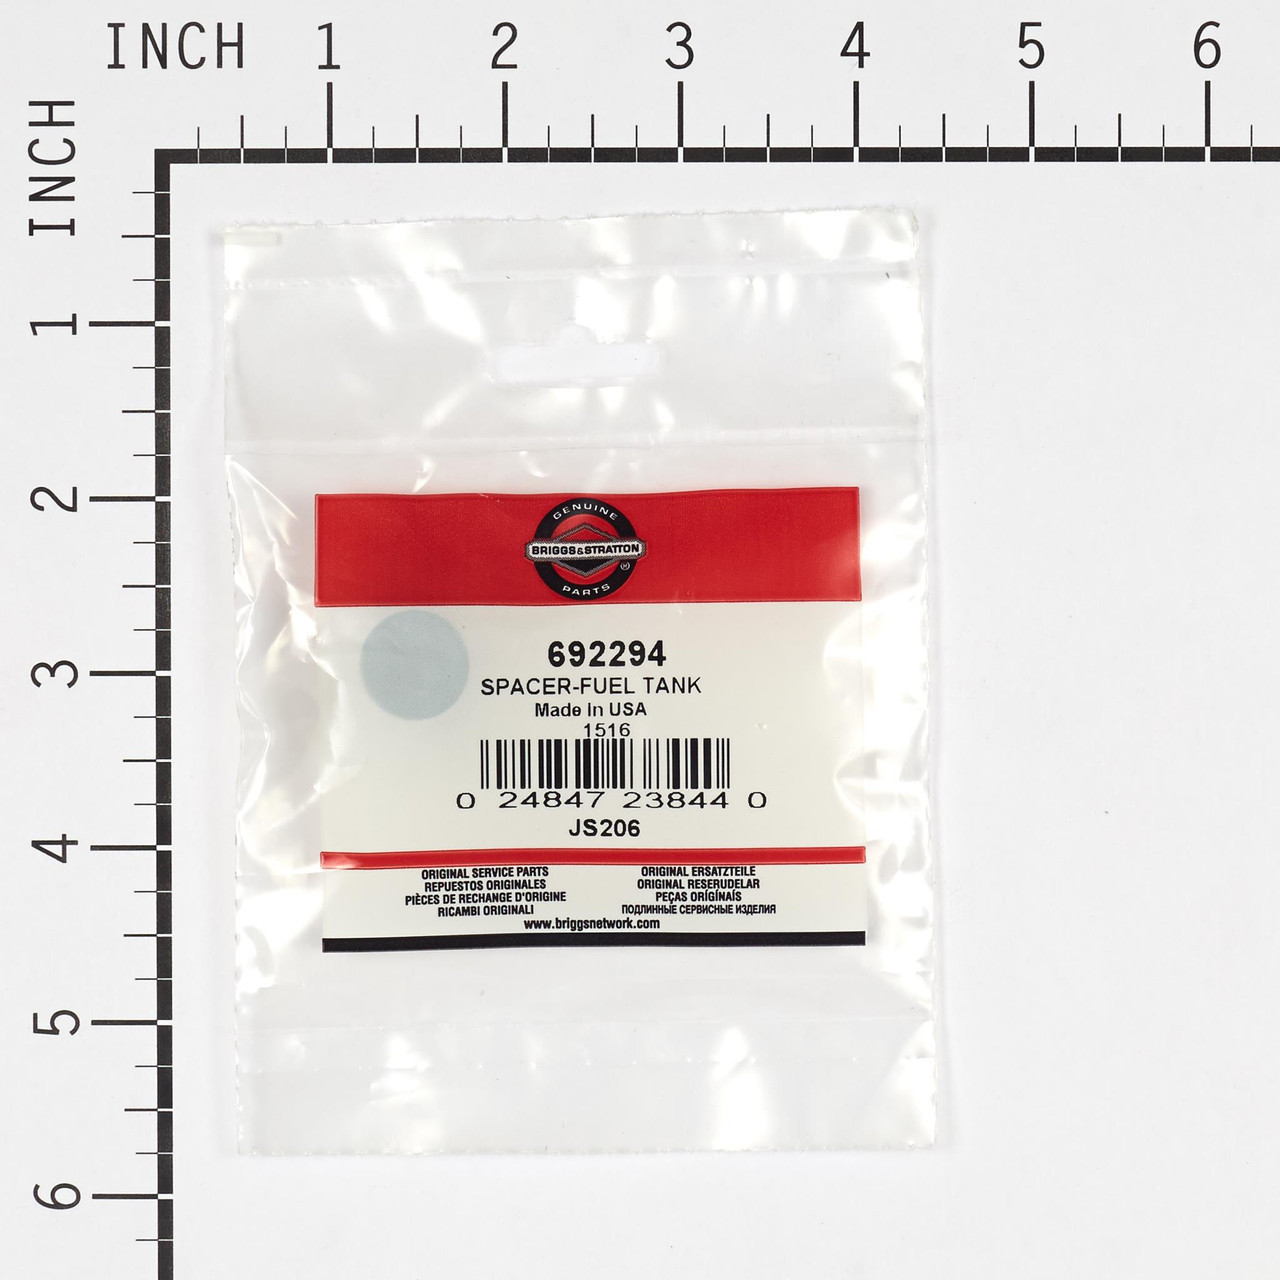 INCH 1 2 3 4 5 6
INCH
1
2
3
4
5
6
GENUINE
BRIGGS&STRATTON
®
PARTS
692294
SPACER-FUEL TANK
Made In USA
1516
0 24847 23844 0
JS206
ORIGINAL SERVICE PARTS
REPUESTOS ORIGINALES
PIÈCES DE RECHANGE D'ORIGINE
RICAMBI ORIGINALI
ORIGINAL ERSATZTEILE
ORIGINAL RESERUDELAR
PEÇAS ORÍGÍNAÍS
ПОДЛИННЫЕ СЕРВИСНЫЕ ИЗДЕЛИЯ
www.briggsnetwork.com